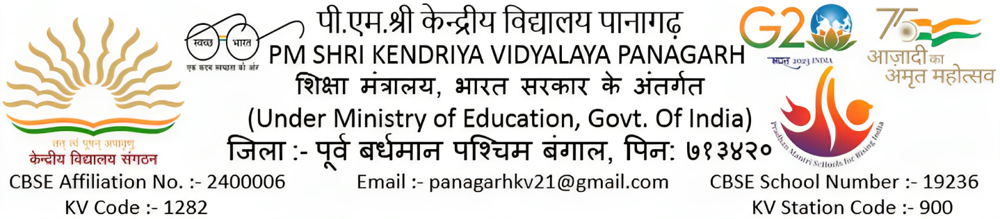 स्वच्छ भारत
एक कदम स्वच्छता की ओर
पी.एम.श्री केन्द्रीय विद्यालय पानागढ़
PM SHRI KENDRIYA VIDYALAYA PANAGARH
शिक्षा मंत्रालय, भारत सरकार के अंतर्गत
(Under Ministry of Education, Govt. Of India)
जिला :- पूर्व बर्धमान पश्चिम बंगाल, पिन: ७१३४२०
G20
भारत 2023 INDIA
75
आज़ादी का
अमृत महोत्सव
Pradhan Mantri Schools for Rising India
तत् त्वं पूषन् अपावृणु
केन्द्रीय विद्यालय संगठन
CBSE Affiliation No. :- 2400006
Email :- panagarhkv21@gmail.com
CBSE School Number :- 19236
KV Code :- 1282
KV Station Code :- 900